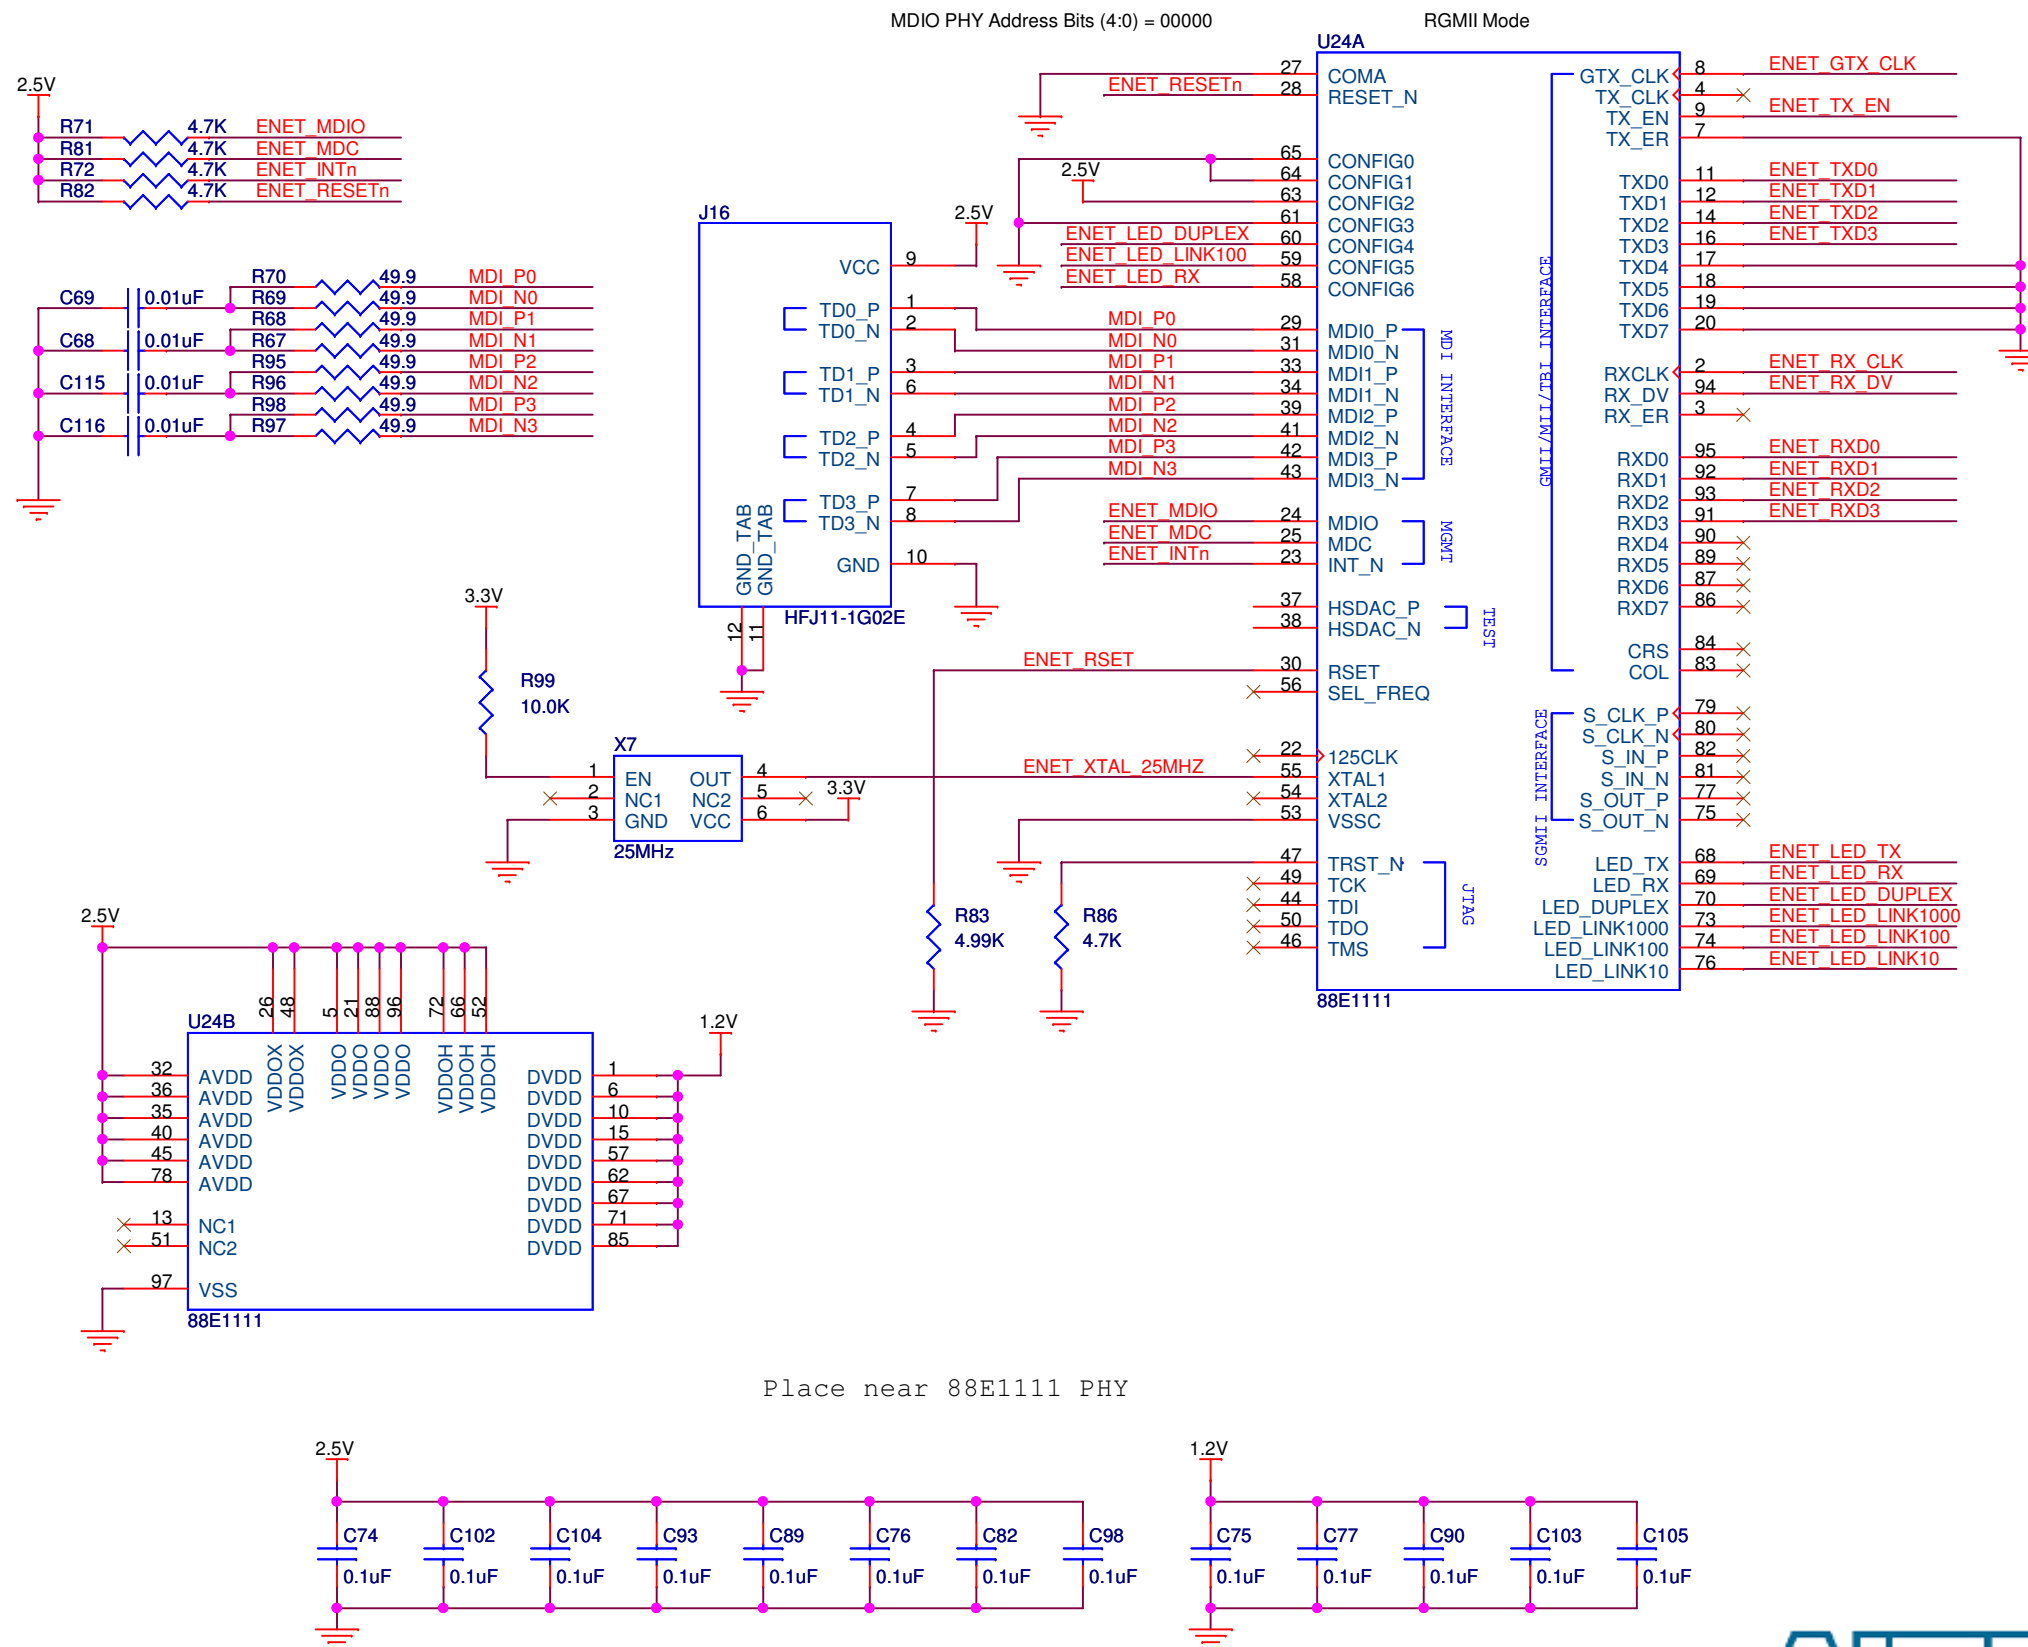 MDIO PHY Address Bits (4:0) = 00000
RGMII Mode
2.5V
R71 4.7K ENET_MDIO
R81 4.7K ENET_MDC
R72 4.7K ENET_INTn
R82 4.7K ENET_RESETn
R70 49.9 MDI_P0
C69 0.01uF R69 49.9 MDI_N0
R68 49.9 MDI_P1
C68 0.01uF R67 49.9 MDI_N1
R95 49.9 MDI_P2
C115 0.01uF R96 49.9 MDI_N2
R98 49.9 MDI_P3
C116 0.01uF R97 49.9 MDI_N3
J16
2.5V
VCC 9
TD0_P 1
TD0_N 2
TD1_P 3
TD1_N 6
TD2_P 4
TD2_N 5
TD3_P 7
TD3_N 8
GND 10
GND_TAB 12
GND_TAB 11
HFJ11-1G02E
U24A
27 COMA
ENET_RESETn 28 RESET_N
65 CONFIG0
64 CONFIG1
2.5V
63 CONFIG2
61 CONFIG3
ENET_LED_DUPLEX 60 CONFIG4
ENET_LED_LINK100 59 CONFIG5
ENET_LED_RX 58 CONFIG6
MDI_P0 29 MDI0_P
MDI_N0 31 MDI0_N
MDI_P1 33 MDI1_P
MDI_N1 34 MDI1_N
MDI_P2 39 MDI2_P
MDI_N2 41 MDI2_N
MDI_P3 42 MDI3_P
MDI_N3 43 MDI3_N
MDI INTERFACE
ENET_MDIO 24 MDIO
ENET_MDC 25 MDC
ENET_INTn 23 INT_N
MGMT
37 HSDAC_P
38 HSDAC_N
TEST
ENET_RSET 30 RSET
56 SEL_FREQ
22 125CLK
ENET_XTAL_25MHZ 55 XTAL1
54 XTAL2
53 VSSC
47 TRST_N
49 TCK
44 TDI
50 TDO
46 TMS
JTAG
88E1111
GTX_CLK 8 ENET_GTX_CLK
TX_CLK 4
TX_EN 9 ENET_TX_EN
TX_ER 7
TXD0 11 ENET_TXD0
TXD1 12 ENET_TXD1
TXD2 14 ENET_TXD2
TXD3 16 ENET_TXD3
TXD4 17
TXD5 18
TXD6 19
TXD7 20
RXCLK 2 ENET_RX_CLK
RX_DV 94 ENET_RX_DV
RX_ER 3
RXD0 95 ENET_RXD0
RXD1 92 ENET_RXD1
RXD2 93 ENET_RXD2
RXD3 91 ENET_RXD3
RXD4 90
RXD5 89
RXD6 87
RXD7 86
CRS 84
COL 83
GMII/MII/TBI INTERFACE
S_CLK_P 79
S_CLK_N 80
S_IN_P 82
S_IN_N 81
S_OUT_P 77
S_OUT_N 75
SGMII INTERFACE
LED_TX 68 ENET_LED_TX
LED_RX 69 ENET_LED_RX
LED_DUPLEX 70 ENET_LED_DUPLEX
LED_LINK1000 73 ENET_LED_LINK1000
LED_LINK100 74 ENET_LED_LINK100
LED_LINK10 76 ENET_LED_LINK10
3.3V
R99
10.0K
X7
1 EN OUT 4
2 NC1 NC2 5
3 GND VCC 6
3.3V
25MHz
R83
4.99K
R86
4.7K
2.5V
26 48 5 21 88 96 72 66 52
U24B
VDDOX VDDOX VDDO VDDO VDDO VDDO VDDOH VDDOH VDDOH
1.2V
32 AVDD
36 AVDD
35 AVDD
40 AVDD
45 AVDD
78 AVDD
13 NC1
51 NC2
97 VSS
DVDD 1
DVDD 6
DVDD 10
DVDD 15
DVDD 57
DVDD 62
DVDD 67
DVDD 71
DVDD 85
88E1111
Place near 88E1111 PHY
2.5V
C74 C102 C104 C93 C89 C76 C82 C98
0.1uF 0.1uF 0.1uF 0.1uF 0.1uF 0.1uF 0.1uF 0.1uF
1.2V
C75 C77 C90 C103 C105
0.1uF 0.1uF 0.1uF 0.1uF 0.1uF